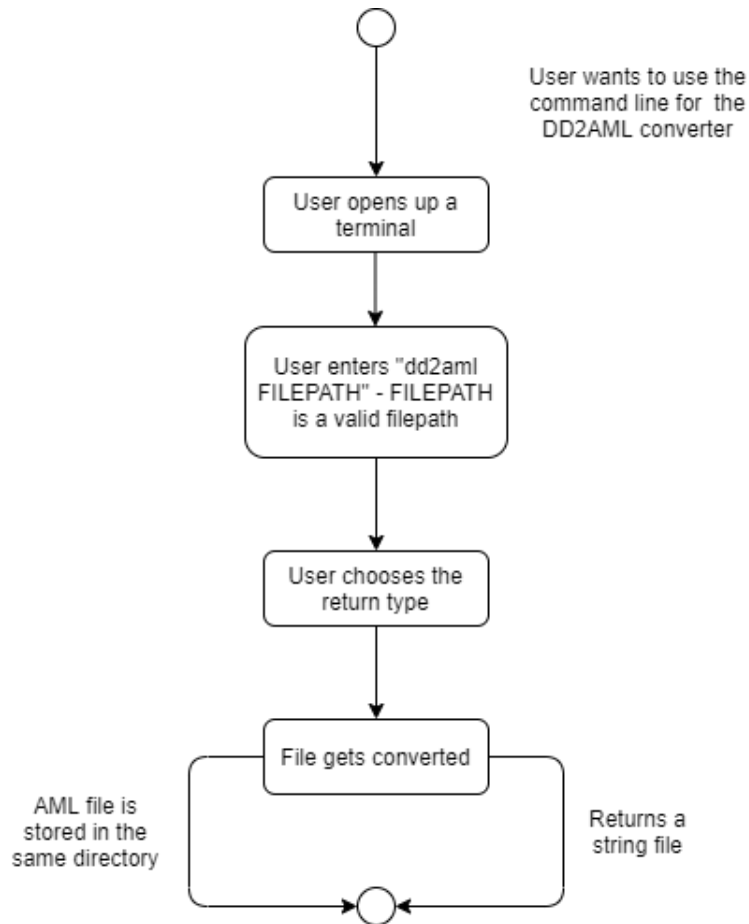 User wants to use the
command line for the
DD2AML converter
User opens up a
terminal
User enters "dd2aml
FILEPATH" - FILEPATH
is a valid filepath
User chooses the
return type
File gets converted
AML file is
stored in the
same directory
Returns a
string file